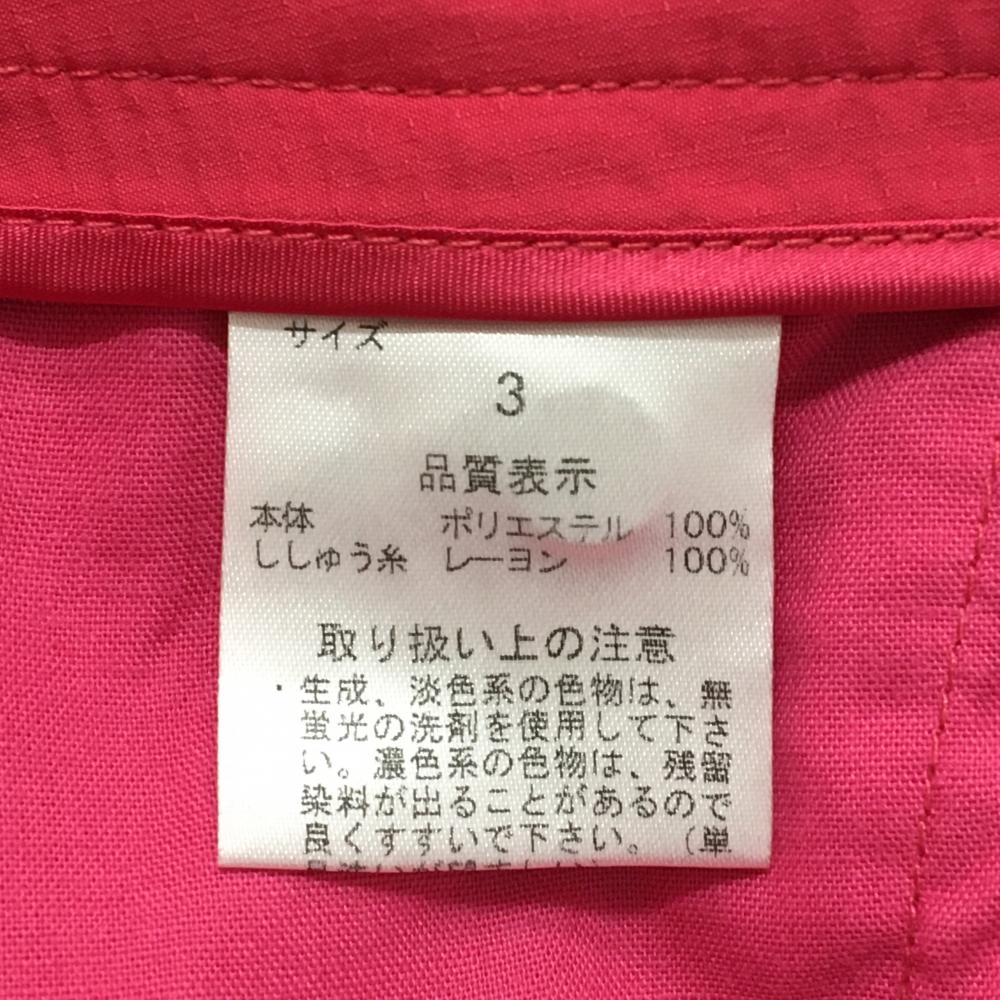 サイズ
3
品質表示
本体 ポリエステル 100%
ししゅう糸 レーヨン 100%
取り扱い上の注意
・生成、淡色系の色物は、無
蛍光の洗剤を使用して下さ
い。濃色系の色物は、残留
染料が出ることがあるので
良くすすいで下さい。(単